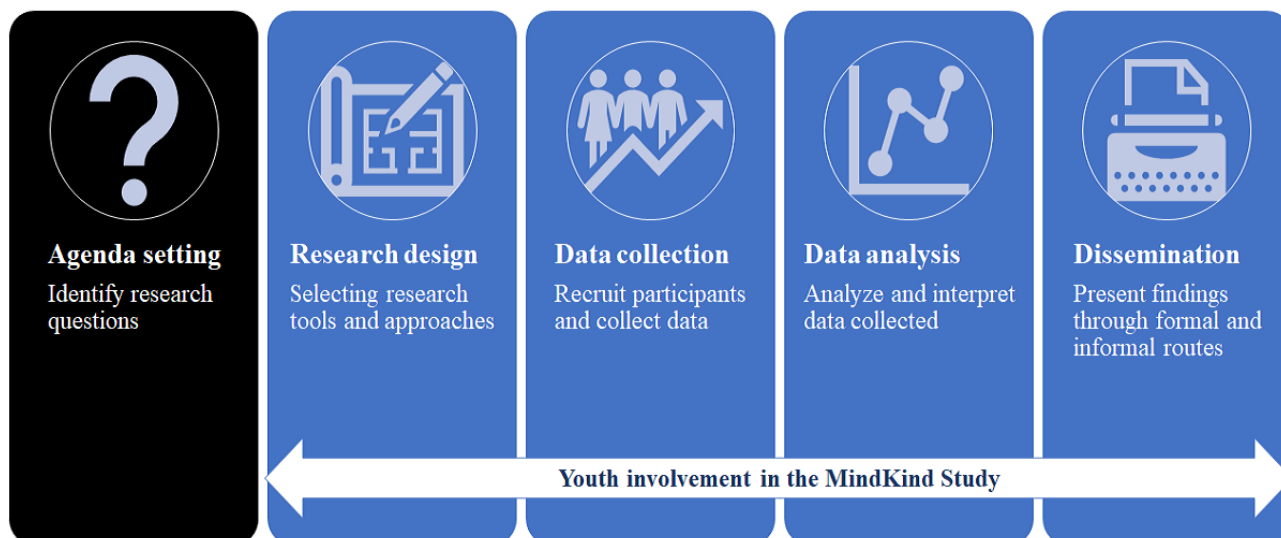 Agenda setting
Identify research
questions
Research design
Selecting research
tools and approaches
Data collection
Recruit participants
and collect data
Data analysis
Analyze and interpret
data collected
Dissemination
Present findings
through formal and
informal routes
Youth involvement in the MindKind Study